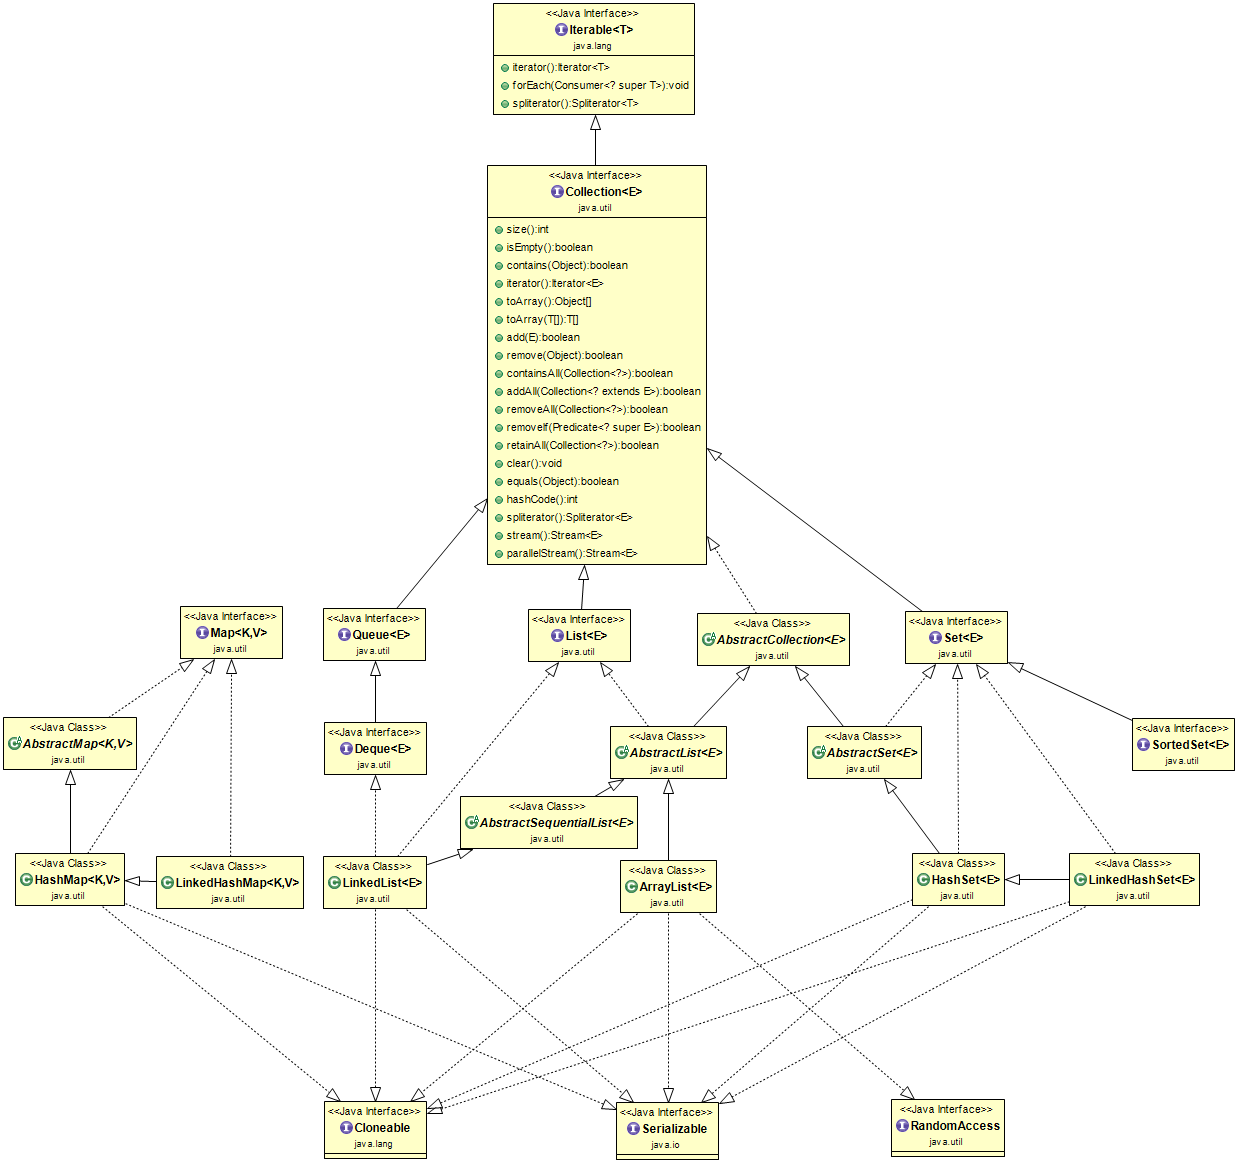 <<Java Interface>>
Iterable<T>
java.lang
iterator():Iterator<T>
forEach(Consumer<? super T>):void
spliterator():Spliterator<T>
<<Java Interface>>
Collection<E>
java.util
size():int
isEmpty():boolean
contains(Object):boolean
iterator():Iterator<E>
toArray():Object[]
toArray(T[]):T[]
add(E):boolean
remove(Object):boolean
containsAll(Collection<?>):boolean
addAll(Collection<? extends E>):boolean
removeAll(Collection<?>):boolean
removeIf(Predicate<? super E>):boolean
retainAll(Collection<?>):boolean
clear():void
equals(Object):boolean
hashCode():int
spliterator():Spliterator<E>
stream():Stream<E>
parallelStream():Stream<E>
<<Java Interface>>
Map<K,V>
java.util
<<Java Interface>>
Queue<E>
java.util
<<Java Interface>>
List<E>
java.util
<<Java Class>>
AbstractCollection<E>
java.util
<<Java Interface>>
Set<E>
java.util
<<Java Class>>
AbstractMap<K,V>
java.util
<<Java Interface>>
Deque<E>
java.util
<<Java Class>>
AbstractList<E>
java.util
<<Java Class>>
AbstractSet<E>
java.util
<<Java Interface>>
SortedSet<E>
java.util
<<Java Class>>
AbstractSequentialList<E>
java.util
<<Java Class>>
HashMap<K,V>
java.util
<<Java Class>>
LinkedHashMap<K,V>
java.util
<<Java Class>>
LinkedList<E>
java.util
<<Java Class>>
ArrayList<E>
java.util
<<Java Class>>
HashSet<E>
java.util
<<Java Class>>
LinkedHashSet<E>
java.util
<<Java Interface>>
Cloneable
java.lang
<<Java Interface>>
Serializable
java.io
<<Java Interface>>
RandomAccess
java.util